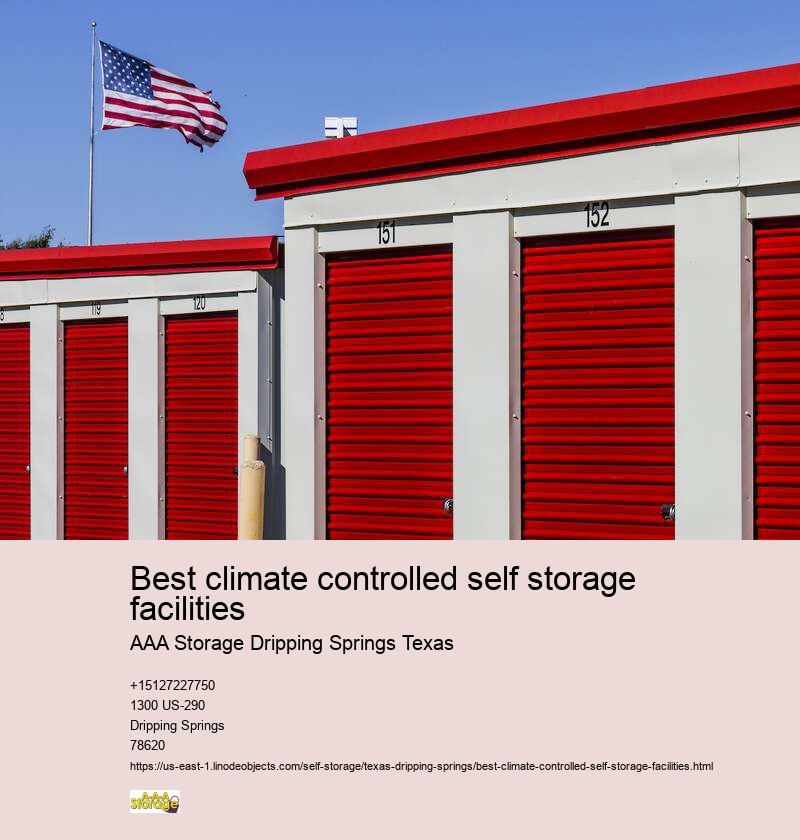 151
152
119
120
8
Best climate controlled self storage
facilities
AAA Storage Dripping Springs Texas
+15127227750
1300 US-290
Dripping Springs
78620
https://us-east-1.linodeobjects.com/self-storage/texas-dripping-springs/best-climate-controlled-self-storage-facilities.html
A-AAA
Storage